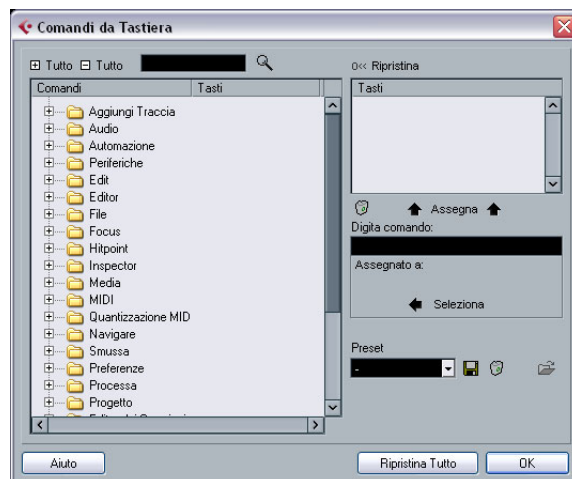 Comandi da Tastiera
Tutto Tutto
Ripristina
Comandi Tasti
Tasti
Aggiungi Traccia
Audio
Automazione
Periferiche
Edit
Editor
File
Focus
Hitpoint
Inspector
Media
MIDI
Quantizzazione MID
Navigare
Smussa
Preferenze
Processa
Progetto
Assegna
Digita comando:
Assegnato a:
Seleziona
Preset
-
Aiuto
Ripristina Tutto
OK